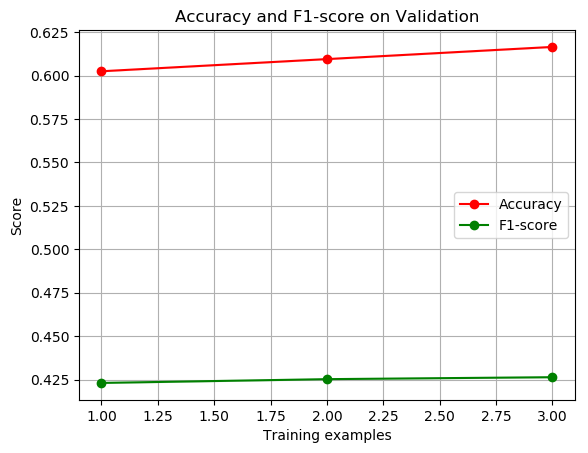 Accuracy and F1-score on Validation
0.625
0.600
0.575
0.550
0.525
0.500
0.475
0.450
0.425
Score
Accuracy
F1-score
1.00 1.25 1.50 1.75 2.00 2.25 2.50 2.75 3.00
Training examples